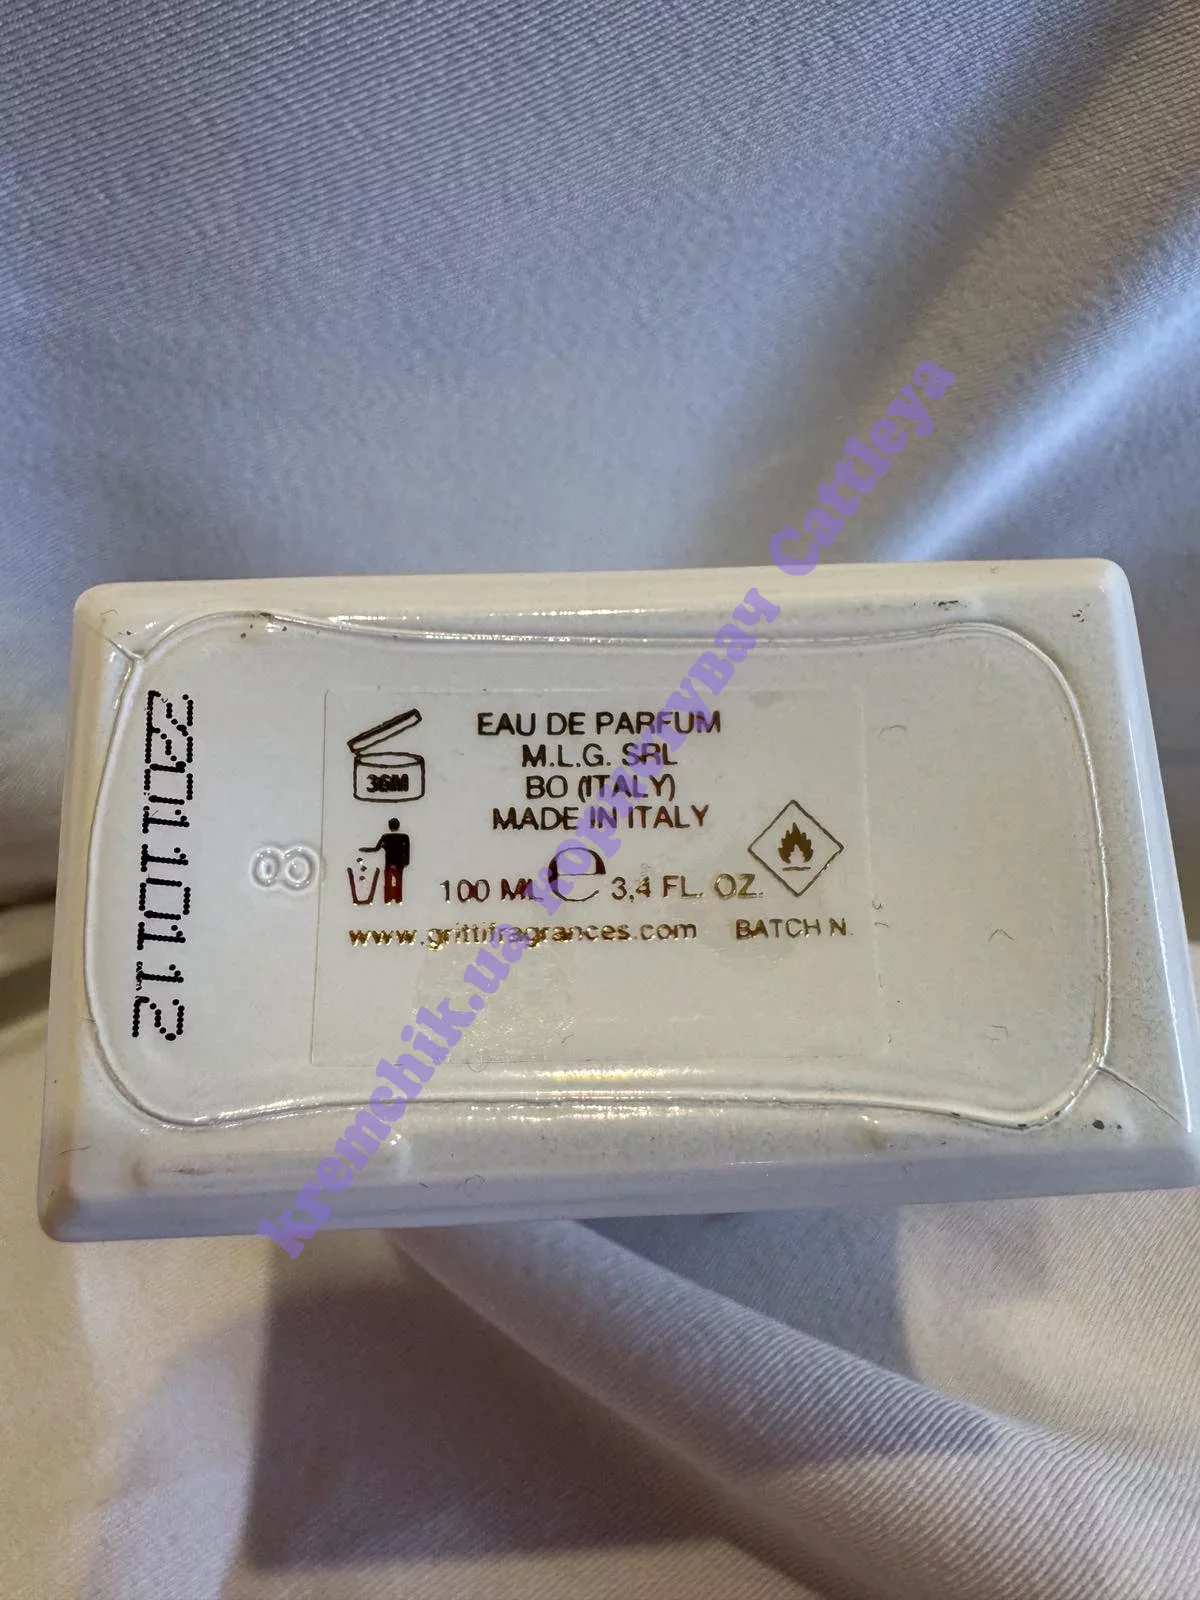 EAU DE PARFUM
M.L.G. SRL
BO (ITALY)
MADE IN ITALY
36M
8
100 ML e 3,4 FL. OZ.
www.grittifragrances.com BATCH N.
kremchik.ua користувач Cattleya